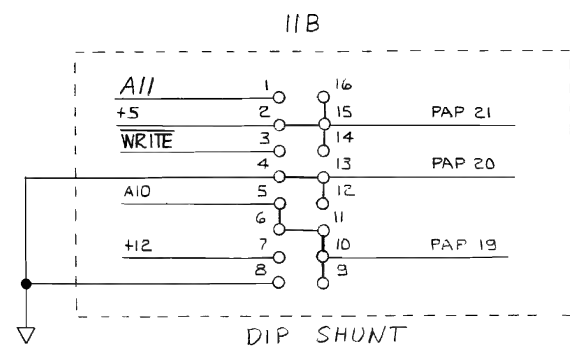 11B
A11 1 16
+5 2 15 PAP 21
WRITE 3 14
4 13 PAP 20
A10 5 12
6 11
+12 7 10 PAP 19
8 9
DIP SHUNT